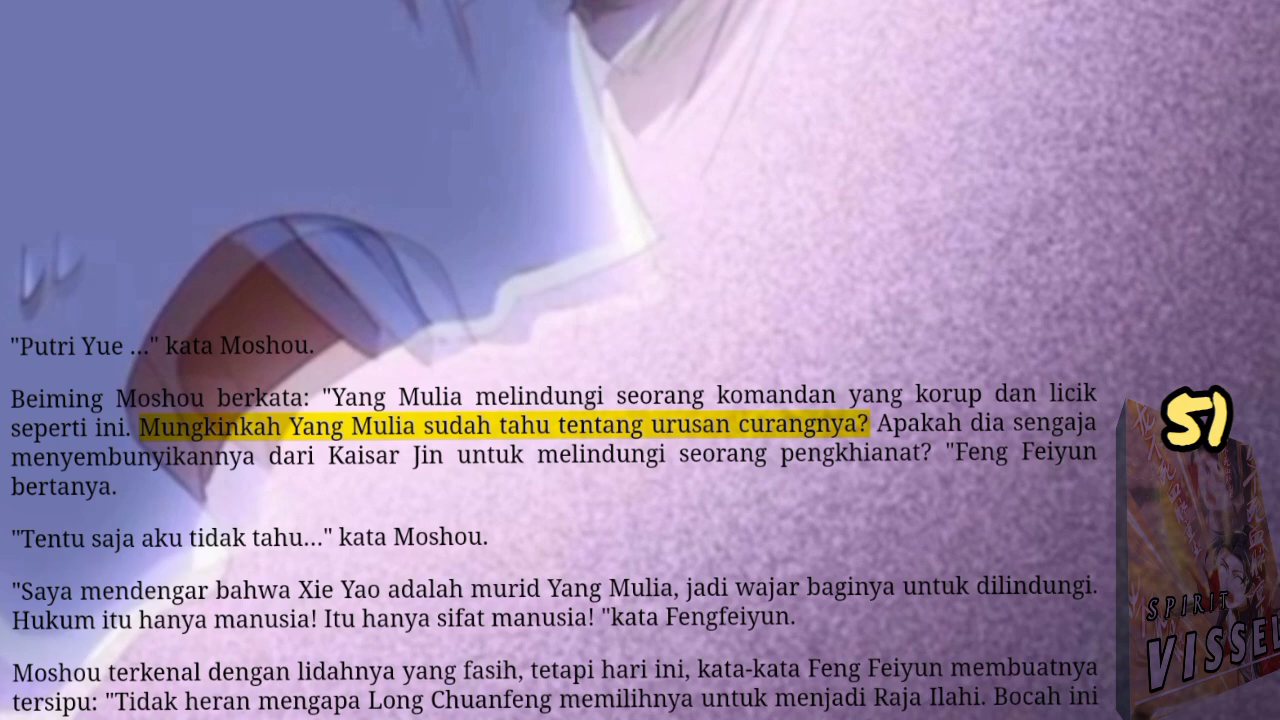 "Putri Yue ..." kata Moshou.
Beiming Moshou berkata: "Yang Mulia melindungi seorang komandan yang korup dan licik
seperti ini. Mungkinkah Yang Mulia sudah tahu tentang urusan curangnya? Apakah dia sengaja
menyembunyikannya dari Kaisar Jin untuk melindungi seorang pengkhianat? "Feng Feiyun
bertanya.
"Tentu saja aku tidak tahu..." kata Moshou.
"Saya mendengar bahwa Xie Yao adalah murid Yang Mulia, jadi wajar baginya untuk dilindungi.
Hukum itu hanya manusia! Itu hanya sifat manusia! "kata Fengfeiyun.
Moshou terkenal dengan lidahnya yang fasih, tetapi hari ini, kata-kata Feng Feiyun membuatnya
tersipu: "Tidak heran mengapa Long Chuanfeng memilihnya untuk menjadi Raja Ilahi. Bocah ini
51
SPIRIT
VISSEL